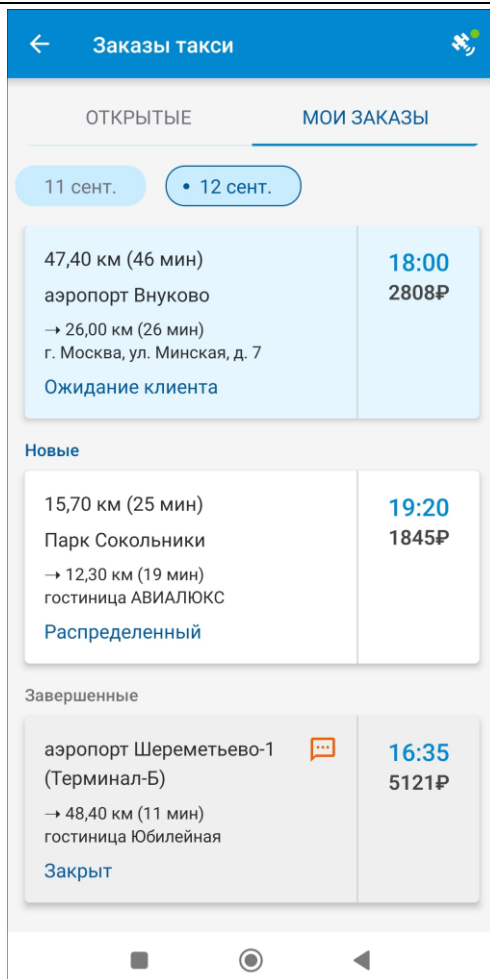 Заказы такси
ОТКРЫТЫЕ
МОИ ЗАКАЗЫ
11 сент.
• 12 сент.
47,40 км (46 мин)
18:00
аэропорт Внуково
2808₽
→ 26,00 км (26 мин)
г. Москва, ул. Минская, д. 7
Ожидание клиента
Новые
15,70 км (25 мин)
19:20
Парк Сокольники
1845₽
→ 12,30 км (19 мин)
гостиница АВИАЛЮКС
Распределенный
Завершенные
аэропорт Шереметьево-1
16:35
(Терминал-Б)
5121₽
→ 48,40 км (11 мин)
гостиница Юбилейная
Закрыт